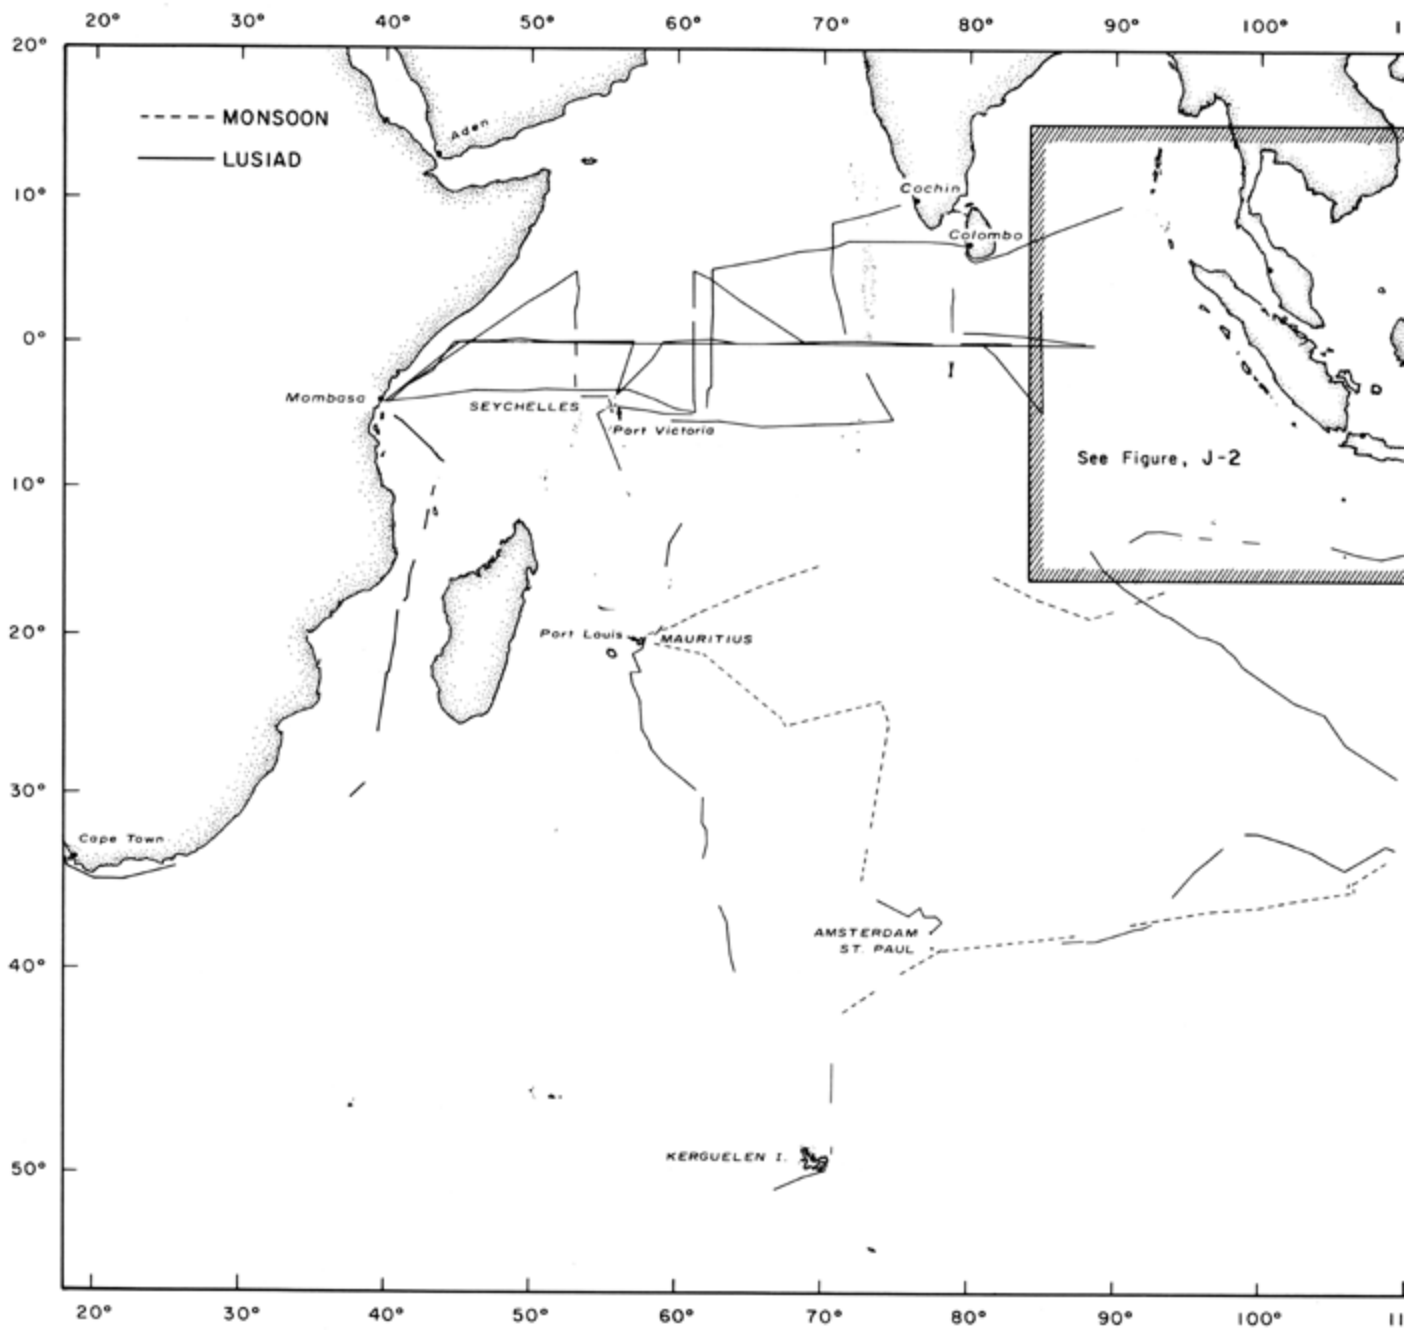 20° 30° 40° 50° 60° 70° 80° 90° 100° 1
20°
MONSOON
LUSIAD
Aden
10°
Cochin
Colombo
0°
Mombasa
SEYCHELLES
Port Victoria
See Figure, J-2
10°
20°
Port Louis
MAURITIUS
30°
Cape Town
AMSTERDAM
ST. PAUL
40°
KERGUELEN I.
50°
20° 30° 40° 50° 60° 70° 80° 90° 100° 11